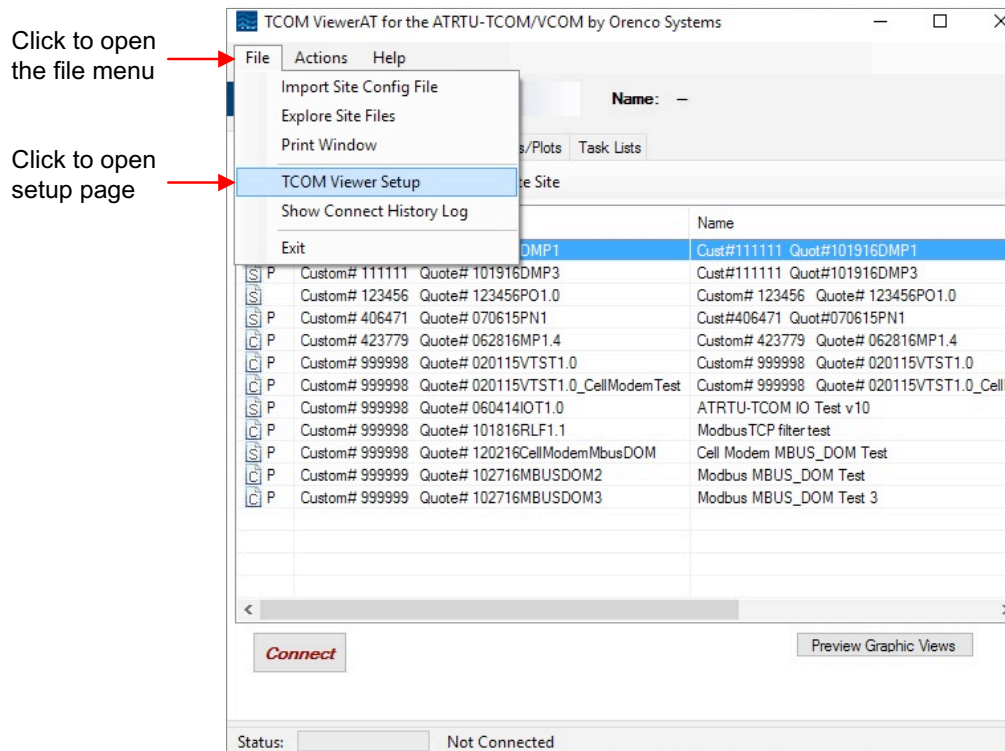 TCOM ViewerAT for the ATRTU-TCOM/VCOM by Orenco Systems
Click to open
the file menu
File Actions Help
Import Site Config File
Explore Site Files
Name: –
Print Window
s/Plots Task Lists
Click to open
setup page
TCOM Viewer Setup
te Site
Show Connect History Log
Name
Exit
DMP1 Cust#111111 Quot#101916DMP1
S P Custom# 111111 Quote# 101916DMP3 Cust#111111 Quot#101916DMP3
S Custom# 123456 Quote# 123456PO1.0 Custom# 123456 Quote# 123456PO1.0
S P Custom# 406471 Quote# 070615PN1 Cust#406471 Quot#070615PN1
C P Custom# 423779 Quote# 062816MP1.4 Custom# 423779 Quote# 062816MP1.4
C P Custom# 999998 Quote# 020115VTST1.0 Custom# 999998 Quote# 020115VTST1.0
C P Custom# 999998 Quote# 020115VTST1.0_CellModemTest Custom# 999998 Quote# 020115VTST1.0_Cell
S P Custom# 999998 Quote# 060414IOT1.0 ATRTU-TCOM IO Test v10
C P Custom# 999998 Quote# 101816RLF1.1 ModbusTCP filter test
S P Custom# 999998 Quote# 120216CellModemMbusDOM Cell Modem MBUS_DOM Test
C P Custom# 999999 Quote# 102716MBUSDOM2 Modbus MBUS_DOM Test
C P Custom# 999999 Quote# 102716MBUSDOM3 Modbus MBUS_DOM Test 3
Connect
Preview Graphic Views
Status: Not Connected